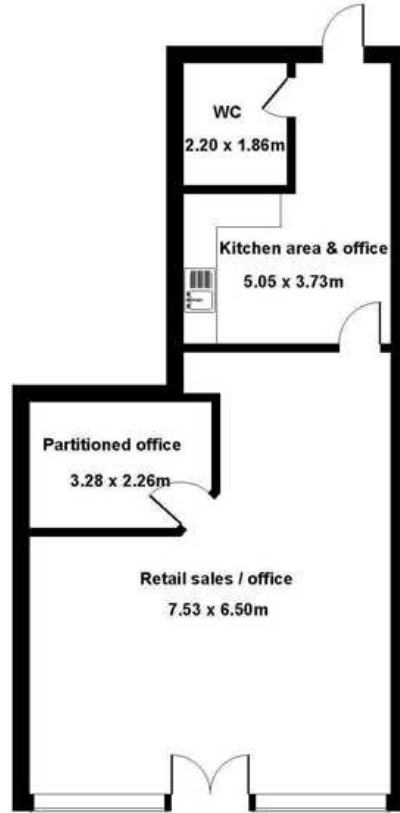 WC
2.20 x 1.86m
Kitchen area & office
5.05 x 3.73m
Partitioned office
3.28 x 2.26m
Retail sales / office
7.53 x 6.50m